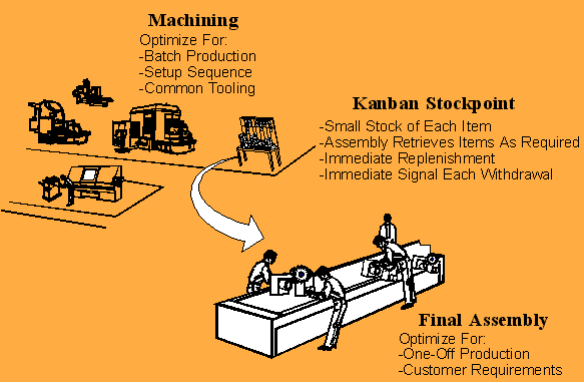 Machining
Optimize For:
-Batch Production
-Setup Sequence
-Common Tooling
Kanban Stockpoint
-Small Stock of Each Item
-Assembly Retrieves Items As Required
-Immediate Replenishment
-Immediate Signal Each Withdrawal
Final Assembly
Optimize For:
-One-Off Production
-Customer Requirements